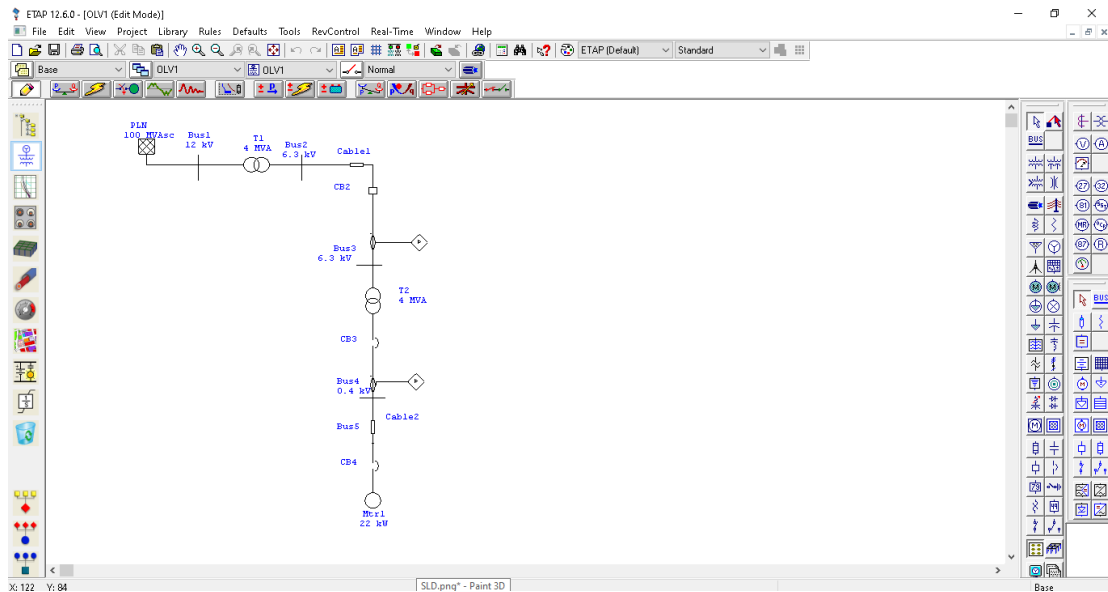 ETAP 12.6.0 - [OLV1 (Edit Mode)]
File Edit View Project Library Rules Defaults Tools RevControl Real-Time Window Help
ETAP (Default) Standard
Base OLV1 OLV1 Normal
PLN
100 MVAsc
Bus1
12 kV
T1
4 MVA
Bus2
6.3 kV
Cable1
CB2
Bus3
6.3 kV
T2
4 MVA
CB3
Bus4
0.4 kV
Cable2
Bus5
CB4
Mtr1
22 kW
BUS
BUS
SLD.png* - Paint 3D
X: 122 Y: 84
Base